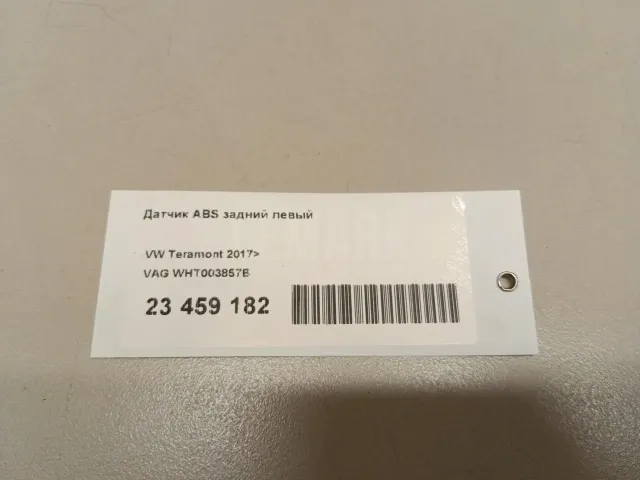 Датчик ABS задний левый
VW Teramont 2017>
VAG WHT003857B
23 459 182